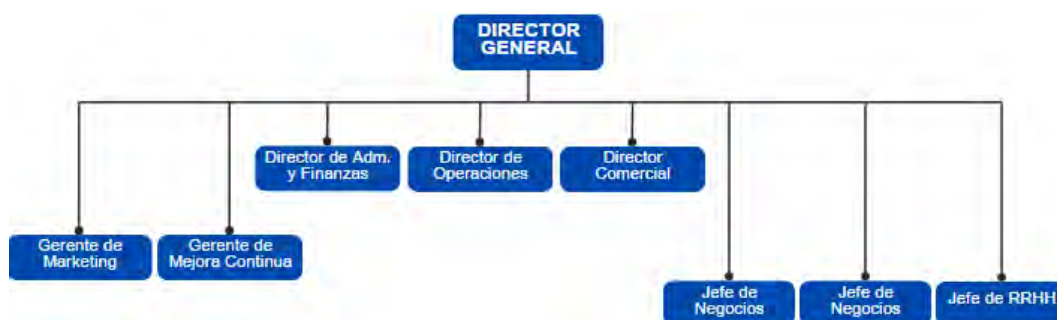 DIRECTOR
GENERAL
Director de Adm.
y Finanzas
Director de
Operaciones
Director
Comercial
Gerente de
Marketing
Gerente de
Mejora Continua
Jefe de
Negocios
Jefe de
Negocios
Jefe de RRHH